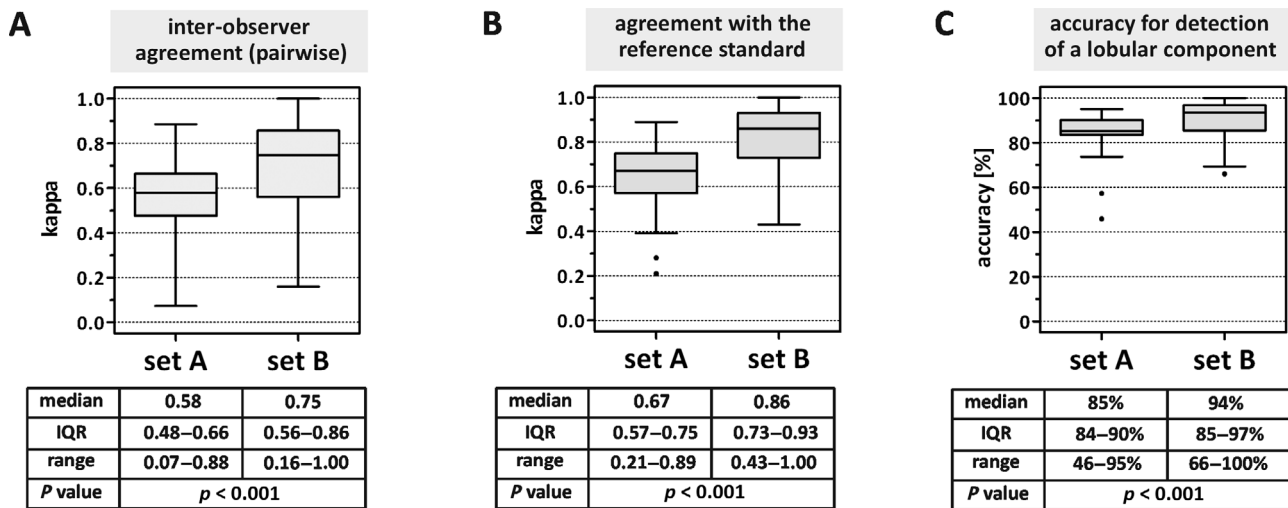 A
inter-observer
agreement (pairwise)
kappa
1.0
0.8
0.6
0.4
0.2
0.0
set A set B
median 0.58 0.75
IQR 0.48–0.66 0.56–0.86
range 0.07–0.88 0.16–1.00
P value p < 0.001
B
agreement with the
reference standard
kappa
1.0
0.8
0.6
0.4
0.2
0.0
set A set B
median 0.67 0.86
IQR 0.57–0.75 0.73–0.93
range 0.21–0.89 0.43–1.00
P value p < 0.001
C
accuracy for detection
of a lobular component
accuracy [%]
100
80
60
40
20
0
set A set B
median 85% 94%
IQR 84–90% 85–97%
range 46–95% 66–100%
P value p < 0.001